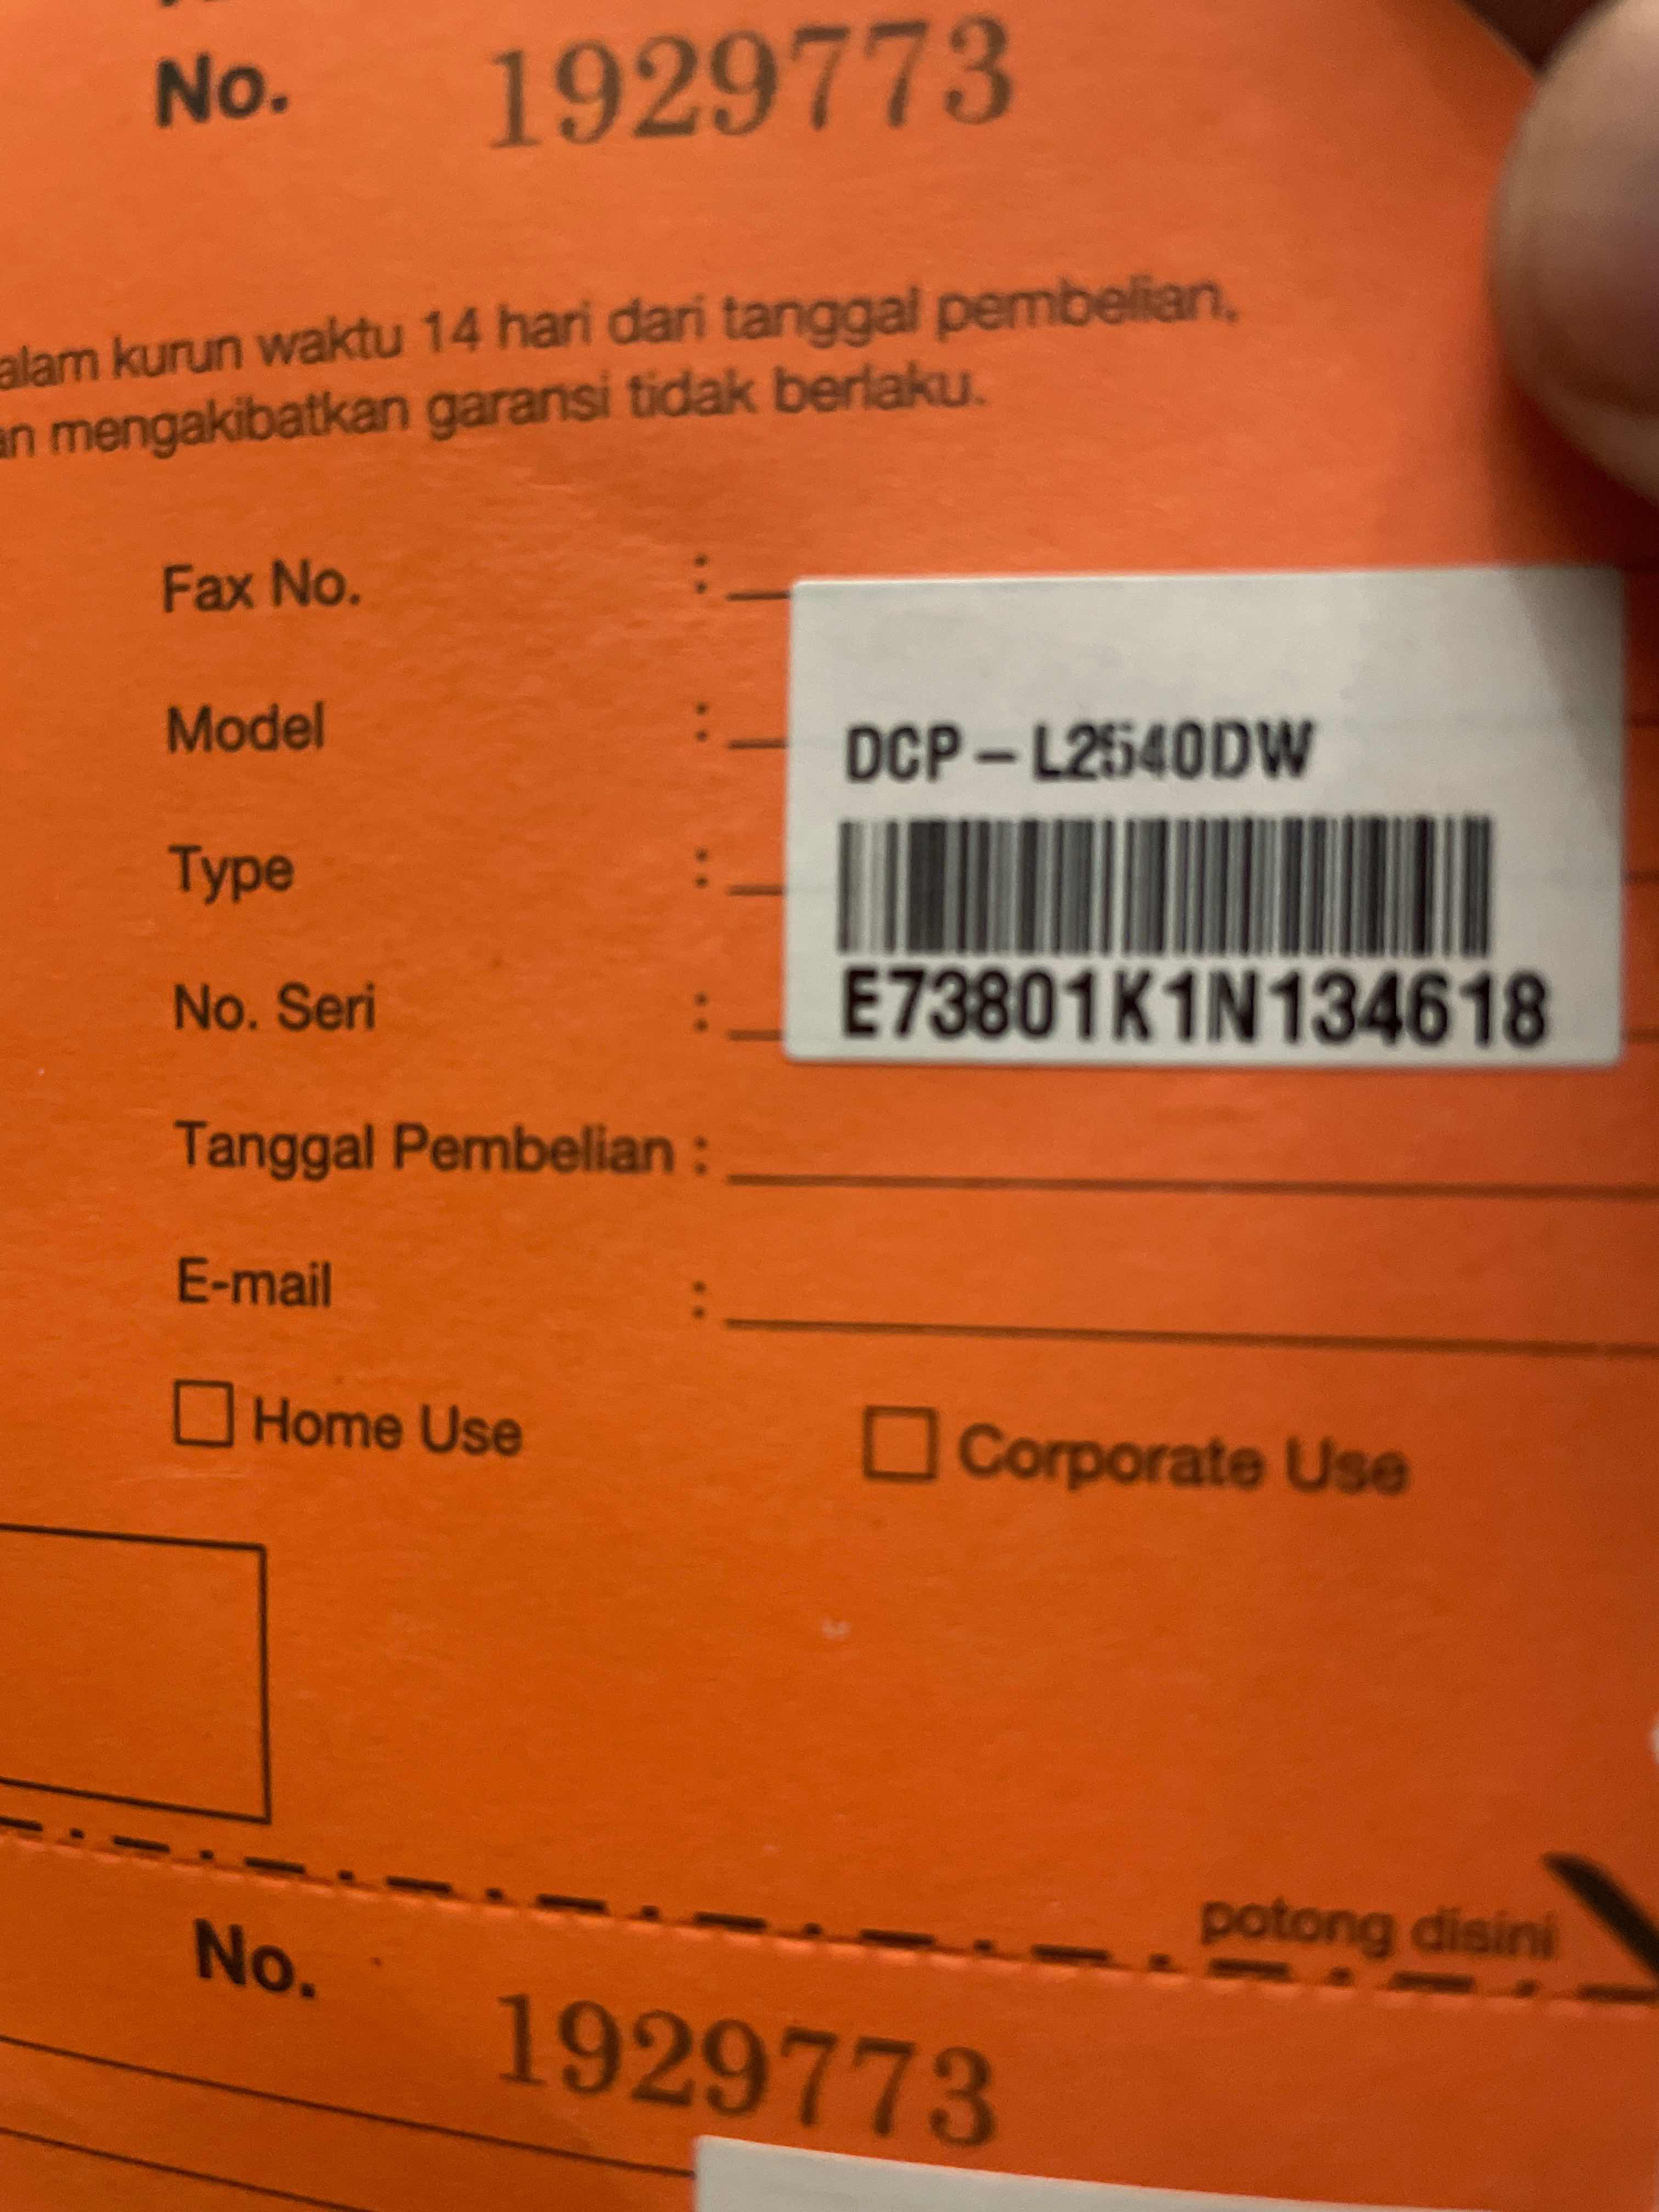 No. 1929773
alam kurun waktu 14 hari dari tanggal pembelian,
an mengakibatkan garansi tidak berlaku.
Fax No. :
Model : DCP-L2540DW
Type :
No. Seri : E73801K1N134618
Tanggal Pembelian :
E-mail :
Home Use Corporate Use
potong disini
No. 1929773